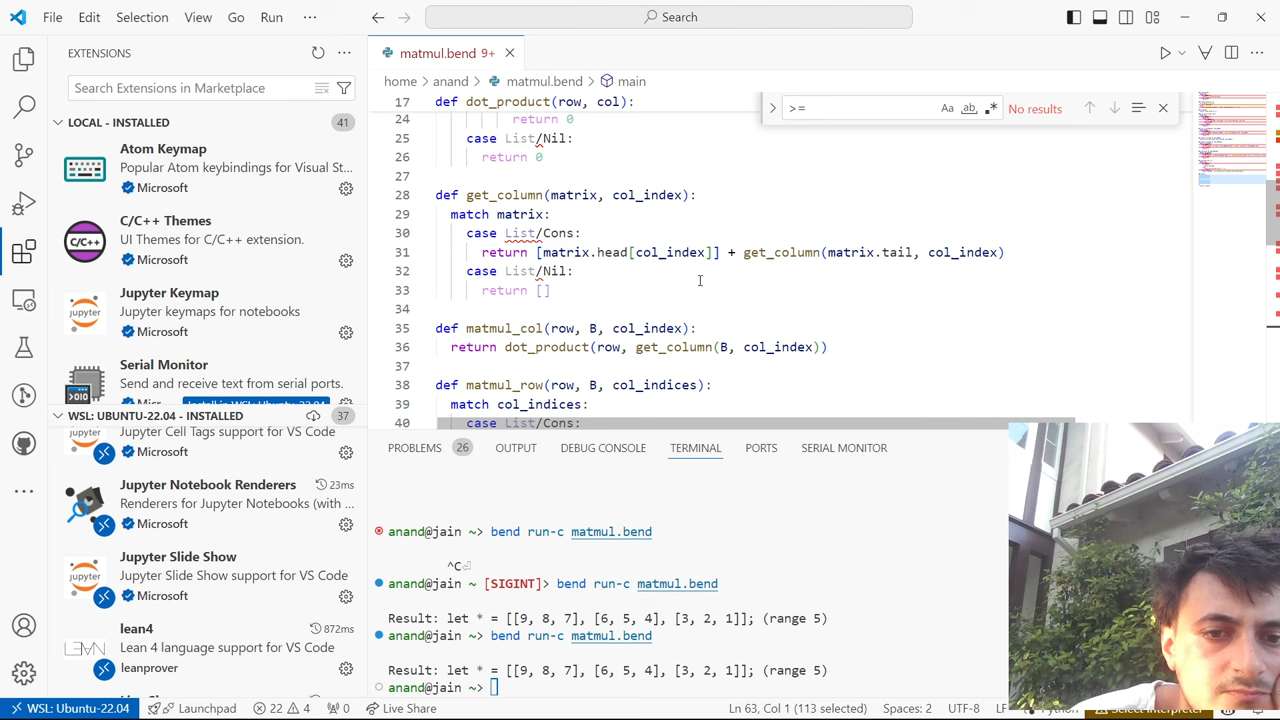 File Edit Selection View Go Run ··· Search
EXTENSIONS
Search Extensions in Marketplace
LOCAL - INSTALLED 41
Atom Keymap
Popular Atom keybindings for Visu
Microsoft
C/C++ Themes
UI Themes for C/C++ extension.
Microsoft
Jupyter Keymap
Jupyter keymaps for notebooks
Microsoft
Serial Monitor
Send and receive text from serial ports.
WSL: UBUNTU-22.04 - INSTALLED 37
Jupyter Cell Tags support for VS Code
Microsoft
Jupyter Notebook Renderers 23ms
Renderers for Jupyter Notebooks (with ...
Microsoft
Jupyter Slide Show
Jupyter Slide Show support for VS Code
Microsoft
lean4 872ms
Lean 4 language support for VS Code
leanprover
matmul.bend 9+
home > anand > matmul.bend > main
>= ab, No results
17 def dot_product(row, col):
24 return 0
25 case List/Nil:
26 return 0
27
28 def get_column(matrix, col_index):
29 match matrix:
30 case List/Cons:
31 return [matrix.head[col_index]] + get_column(matrix.tail, col_index)
32 case List/Nil:
33 return []
34
35 def matmul_col(row, B, col_index):
36 return dot_product(row, get_column(B, col_index))
37
38 def matmul_row(row, B, col_indices):
39 match col_indices:
40 case List/Cons:
PROBLEMS 26 OUTPUT DEBUG CONSOLE TERMINAL PORTS SERIAL MONITOR
anand@jain ~> bend run-c matmul.bend
^C⏎
anand@jain ~ [SIGINT]> bend run-c matmul.bend
Result: let * = [[9, 8, 7], [6, 5, 4], [3, 2, 1]]; (range 5)
anand@jain ~> bend run-c matmul.bend
Result: let * = [[9, 8, 7], [6, 5, 4], [3, 2, 1]]; (range 5)
anand@jain ~>
WSL: Ubuntu-22.04 Launchpad 22 4 0 Live Share Ln 63, Col 1 (113 selected) Spaces: 2 UTF-8